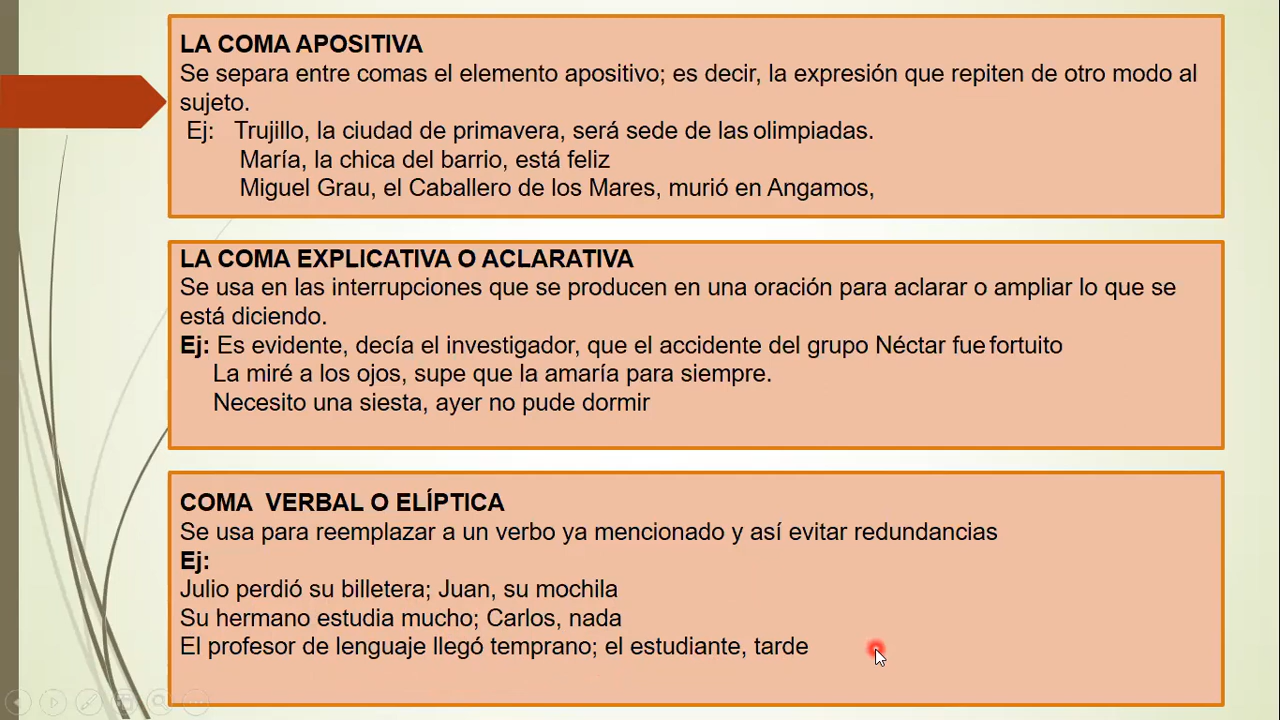 LA COMA APOSITIVA
Se separa entre comas el elemento apositivo; es decir, la expresión que repiten de otro modo al
sujeto.
Ej: Trujillo, la ciudad de primavera, será sede de las olimpiadas.
María, la chica del barrio, está feliz
Miguel Grau, el Caballero de los Mares, murió en Angamos,
LA COMA EXPLICATIVA O ACLARATIVA
Se usa en las interrupciones que se producen en una oración para aclarar o ampliar lo que se
está diciendo.
Ej: Es evidente, decía el investigador, que el accidente del grupo Néctar fue fortuito
La miré a los ojos, supe que la amaría para siempre.
Necesito una siesta, ayer no pude dormir
COMA VERBAL O ELÍPTICA
Se usa para reemplazar a un verbo ya mencionado y así evitar redundancias
Ej:
Julio perdió su billetera; Juan, su mochila
Su hermano estudia mucho; Carlos, nada
El profesor de lenguaje llegó temprano; el estudiante, tarde